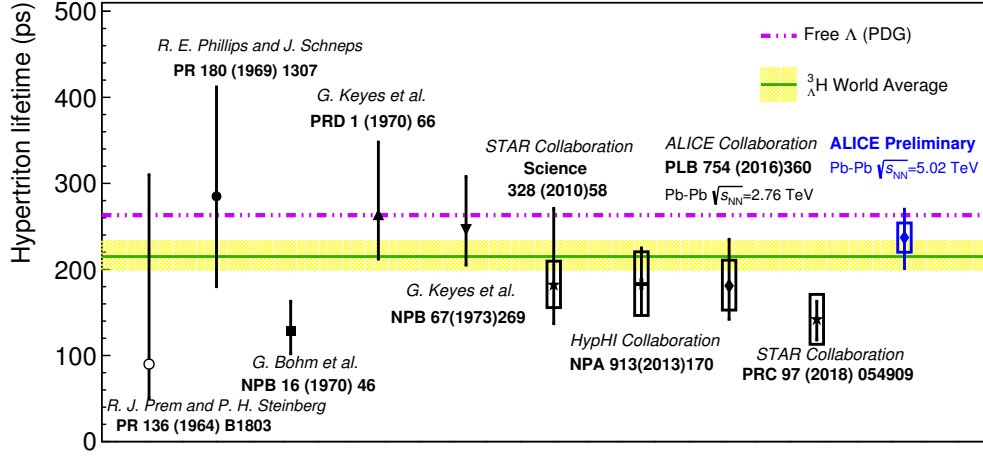 Hypertriton lifetime (ps)
500
400
300
200
100
0
R. E. Phillips and J. Schneps
PR 180 (1969) 1307
G. Keyes et al.
PRD 1 (1970) 66
STAR Collaboration
Science
328 (2010)58
ALICE Collaboration
PLB 754 (2016)360
Pb-Pb √sNN=2.76 TeV
ALICE Preliminary
Pb-Pb √sNN=5.02 TeV
Free Λ (PDG)
³ΛH World Average
G. Keyes et al.
NPB 67(1973)269
G. Bohm et al.
NPB 16 (1970) 46
HypHI Collaboration
NPA 913(2013)170
STAR Collaboration
PRC 97 (2018) 054909
R. J. Prem and P. H. Steinberg
PR 136 (1964) B1803